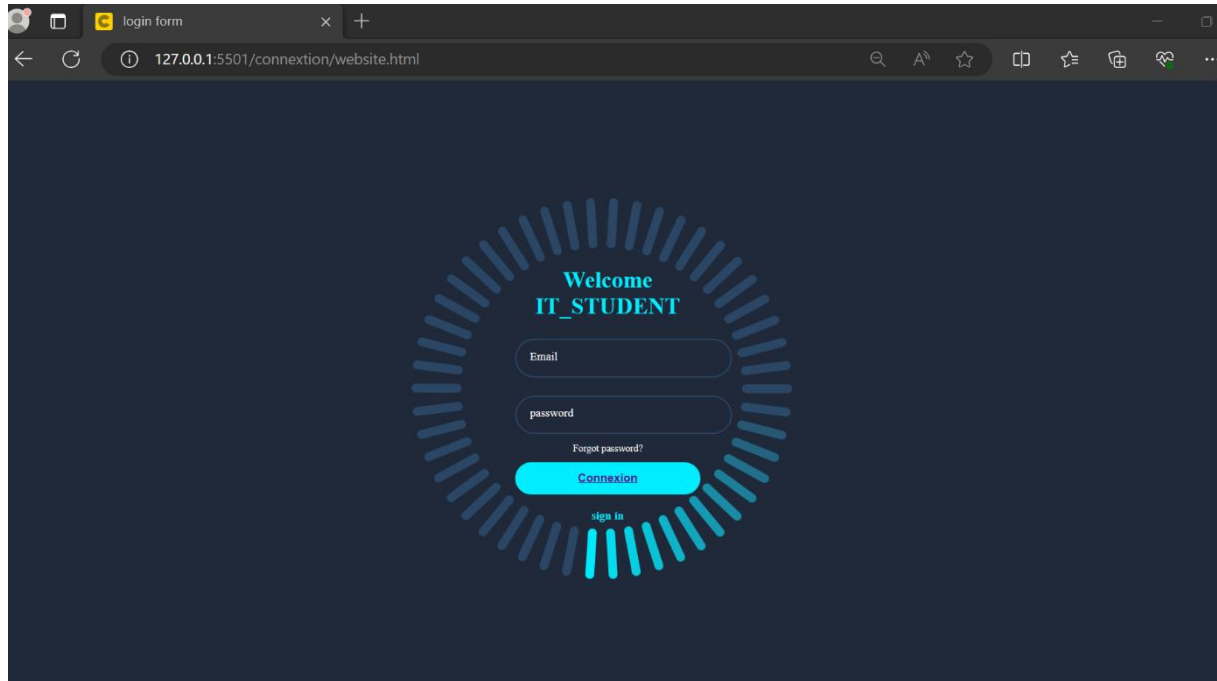 login form
127.0.0.1:5501/connextion/website.html
Welcome
IT_STUDENT
Email
password
Forgot password?
Connexion
sign in